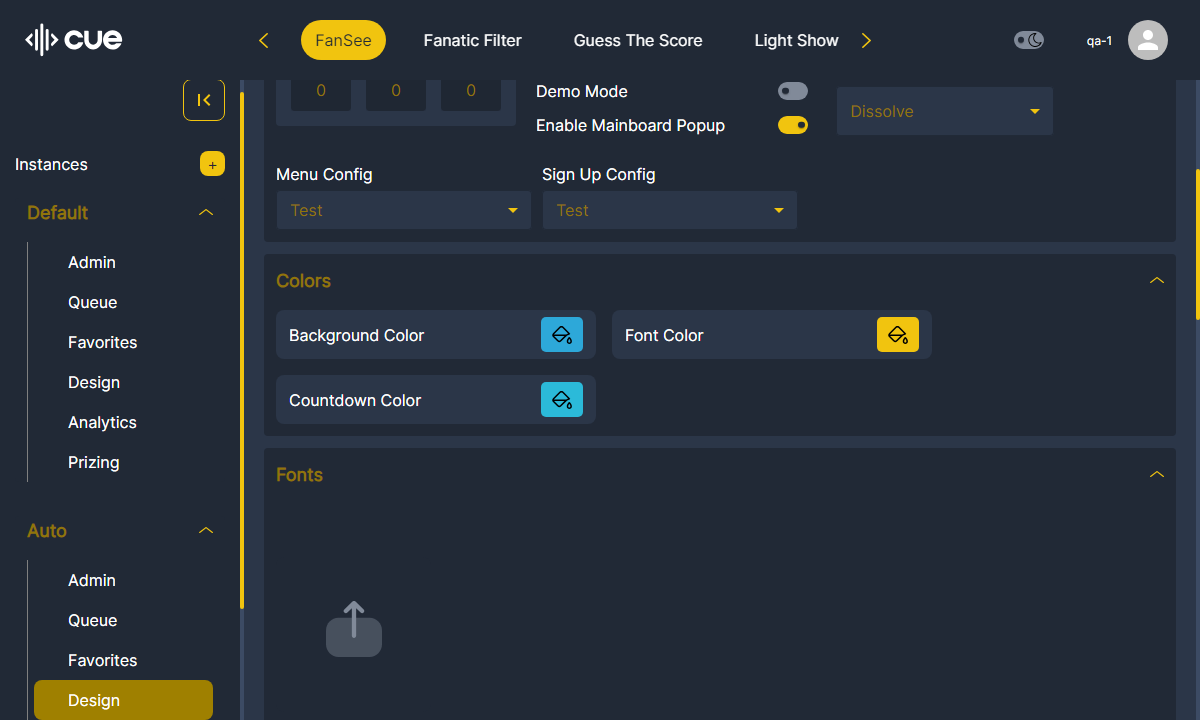 cue
FanSee
Fanatic Filter
Guess The Score
Light Show
qa-1
Instances
+
Default
Admin
Queue
Favorites
Design
Analytics
Prizing
Auto
Admin
Queue
Favorites
Design
0 0 0
Demo Mode
Enable Mainboard Popup
Dissolve
Menu Config
Sign Up Config
Test
Test
Colors
Background Color
Font Color
Countdown Color
Fonts